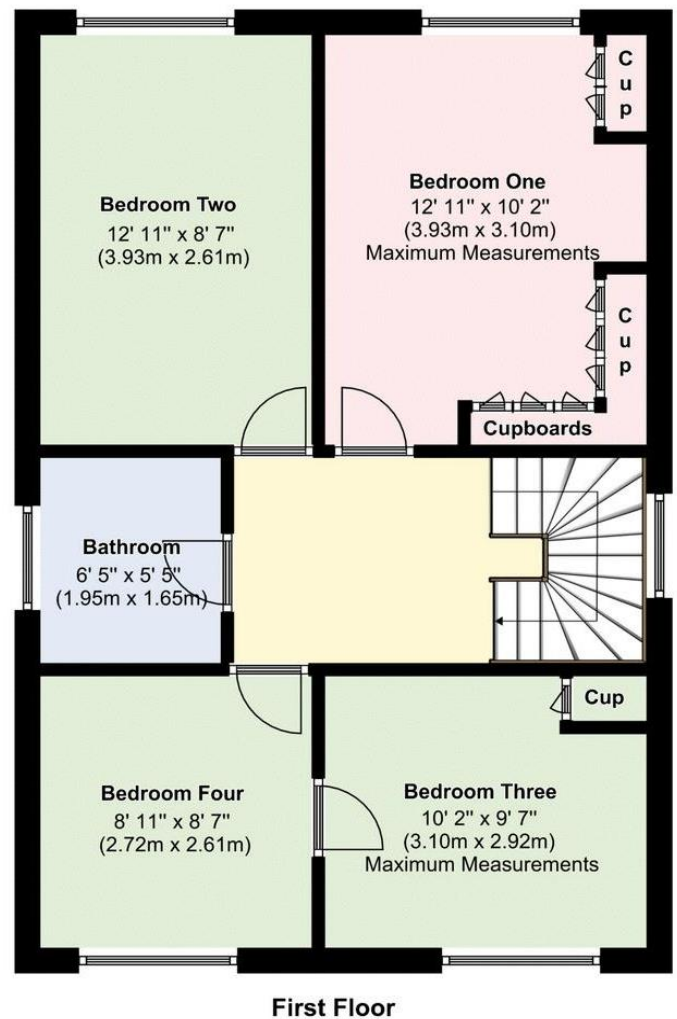 Bedroom Two
12' 11" x 8' 7"
(3.93m x 2.61m)
Bedroom One
12' 11" x 10' 2"
(3.93m x 3.10m)
Maximum Measurements
C
u
p
C
u
p
Cupboards
Bathroom
6' 5" x 5' 5"
(1.95m x 1.65m)
Cup
Bedroom Four
8' 11" x 8' 7"
(2.72m x 2.61m)
Bedroom Three
10' 2" x 9' 7"
(3.10m x 2.92m)
Maximum Measurements
First Floor